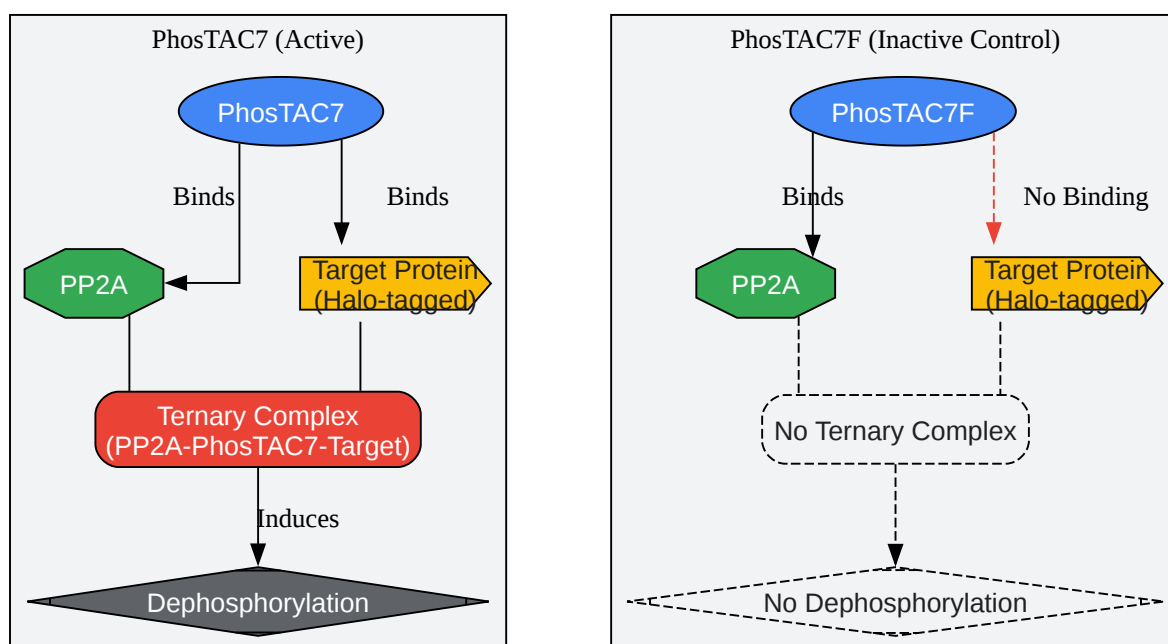 PhosTAC7 (Active)
PhosTAC7
Binds
Binds
PP2A
Target Protein
(Halo-tagged)
Ternary Complex
(PP2A-PhosTAC7-Target)
Induces
Dephosphorylation
PhosTAC7F (Inactive Control)
PhosTAC7F
Binds
No Binding
PP2A
Target Protein
(Halo-tagged)
No Ternary Complex
No Dephosphorylation